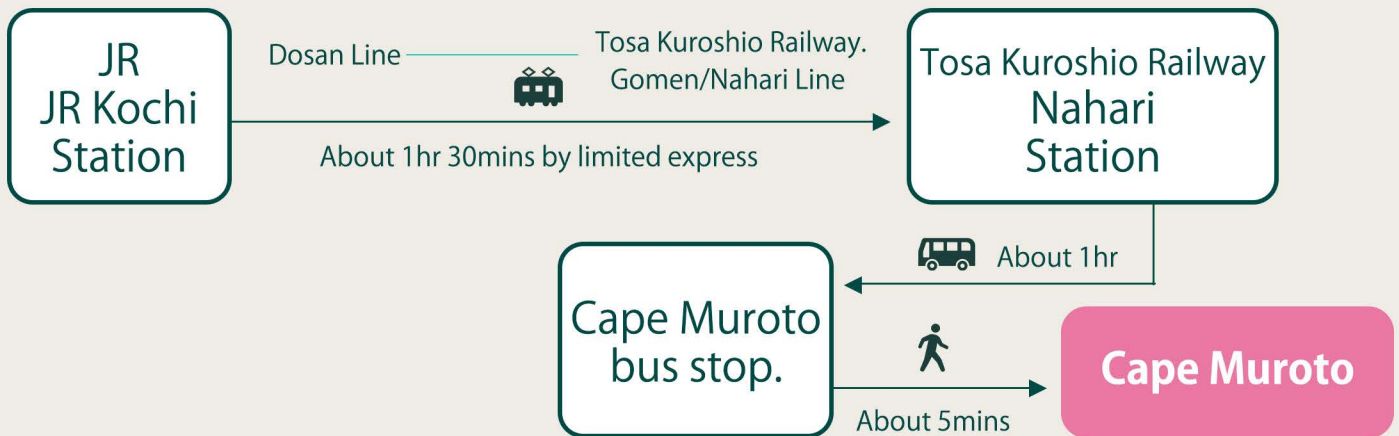 JR
JR Kochi
Station
Dosan Line
Tosa Kuroshio Railway.
Gomen/Nahari Line
About 1hr 30mins by limited express
Tosa Kuroshio Railway
Nahari
Station
About 1hr
Cape Muroto
bus stop.
About 5mins
Cape Muroto